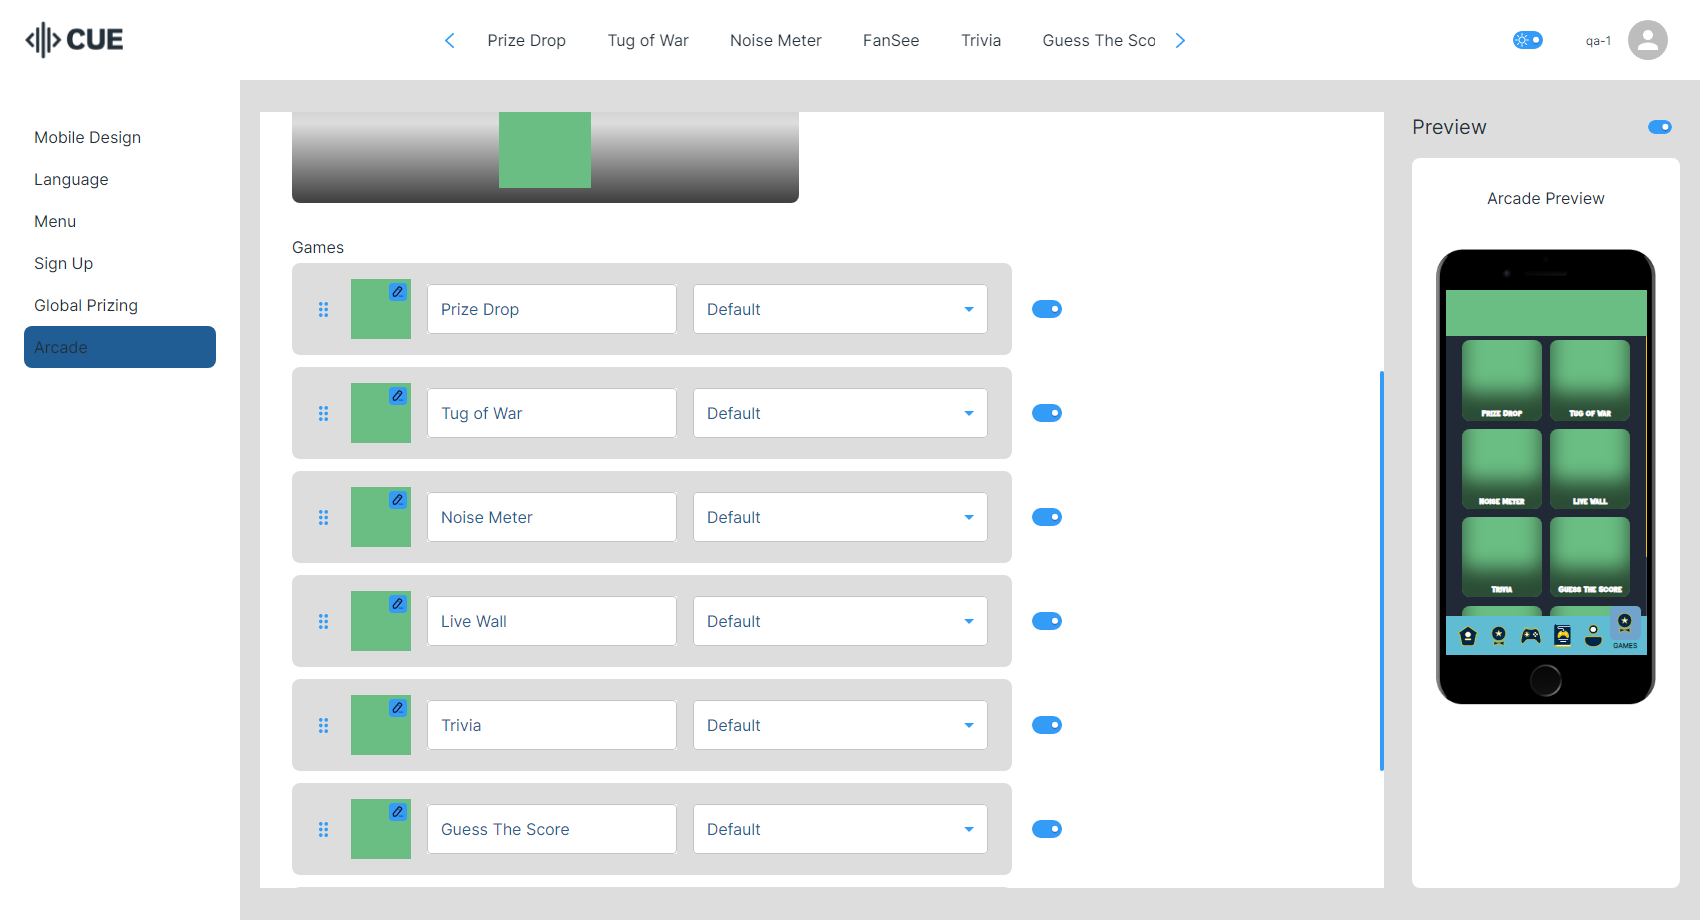 CUE
Prize Drop
Tug of War
Noise Meter
FanSee
Trivia
Guess The Sco
qa-1
Mobile Design
Language
Menu
Sign Up
Global Prizing
Arcade
Games
Prize Drop
Default
Tug of War
Default
Noise Meter
Default
Live Wall
Default
Trivia
Default
Guess The Score
Default
Preview
Arcade Preview
Prize Drop
Tug of War
Noise Meter
Live Wall
Trivia
Guess The Score
GAMES